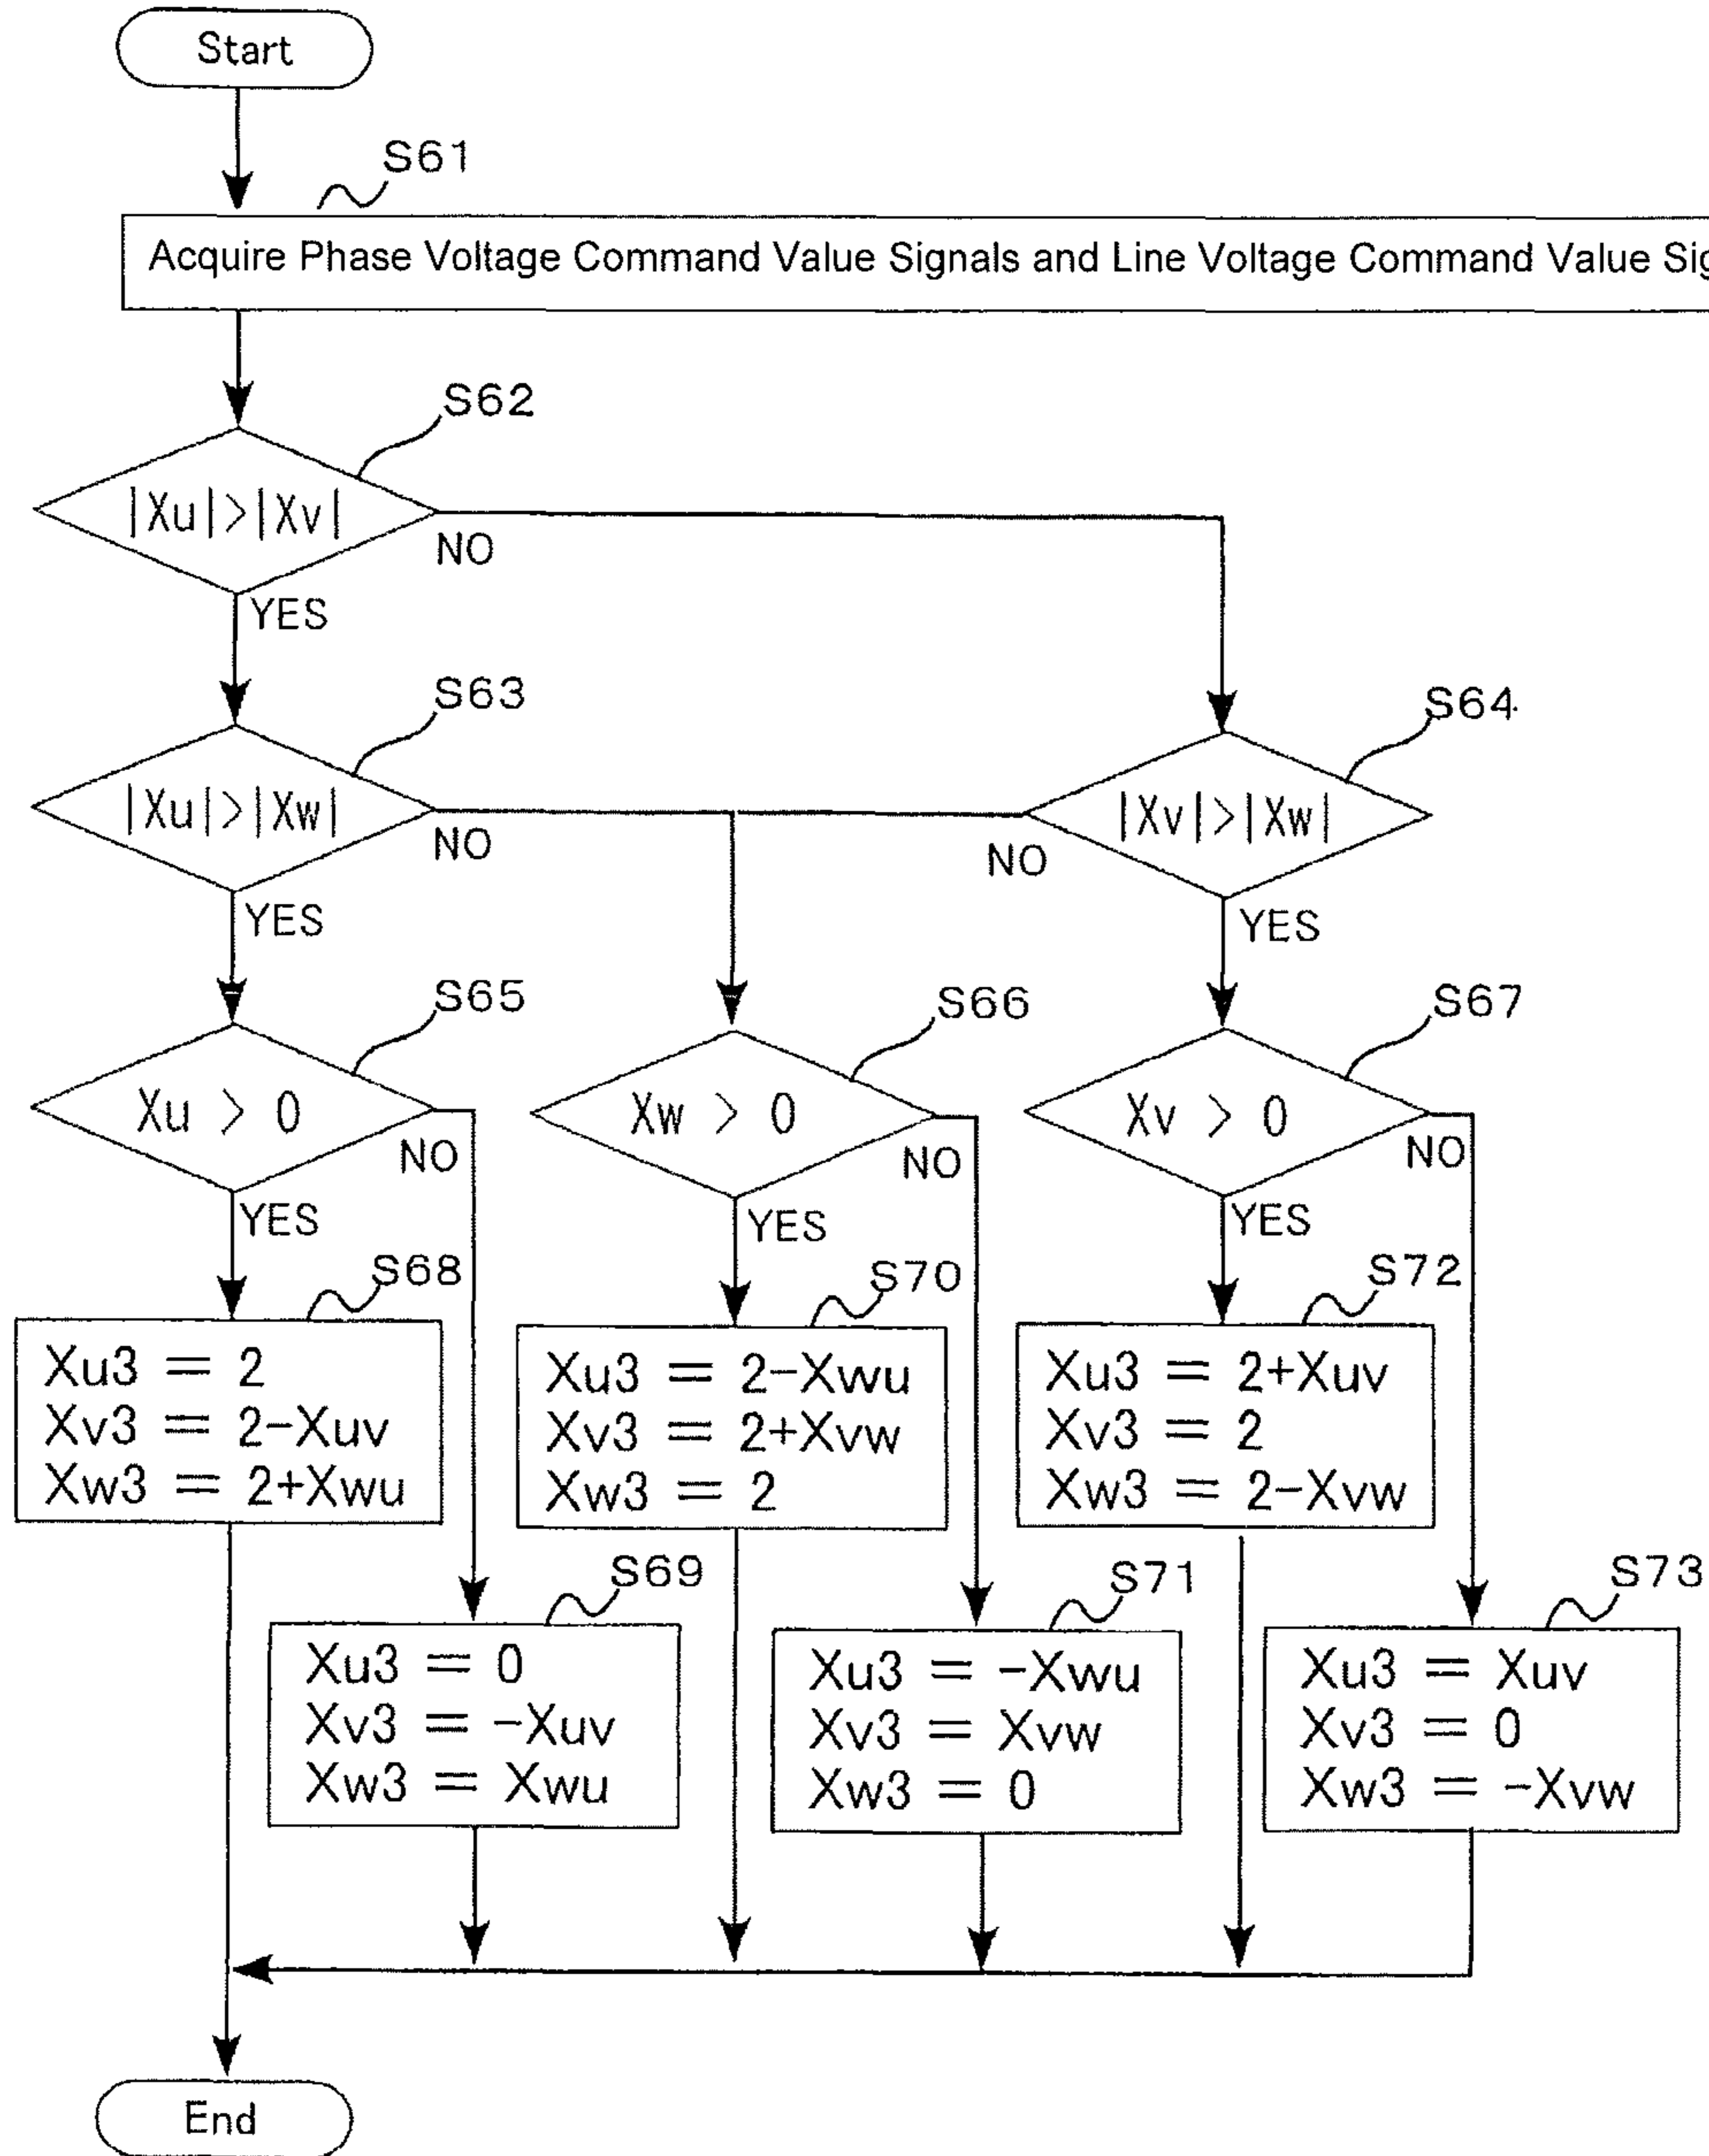 Start
S61
Acquire Phase Voltage Command Value Signals and Line Voltage Command Value
S62
|Xu|>|Xv|
NO
YES
S63
S64
|Xu|>|Xw|
NO
|Xv|>|Xw|
NO
YES
YES
S65
S66
S67
Xu > 0
NO
Xw > 0
NO
Xv > 0
NO
YES
YES
YES
S68
S70
S72
Xu3 = 2
Xv3 = 2-Xuv
Xw3 = 2+Xwu
Xu3 = 2-Xwu
Xv3 = 2+Xvw
Xw3 = 2
Xu3 = 2+Xuv
Xv3 = 2
Xw3 = 2-Xvw
S69
S71
S73
Xu3 = 0
Xv3 = -Xuv
Xw3 = Xwu
Xu3 = -Xwu
Xv3 = Xvw
Xw3 = 0
Xu3 = Xuv
Xv3 = 0
Xw3 = -Xvw
End